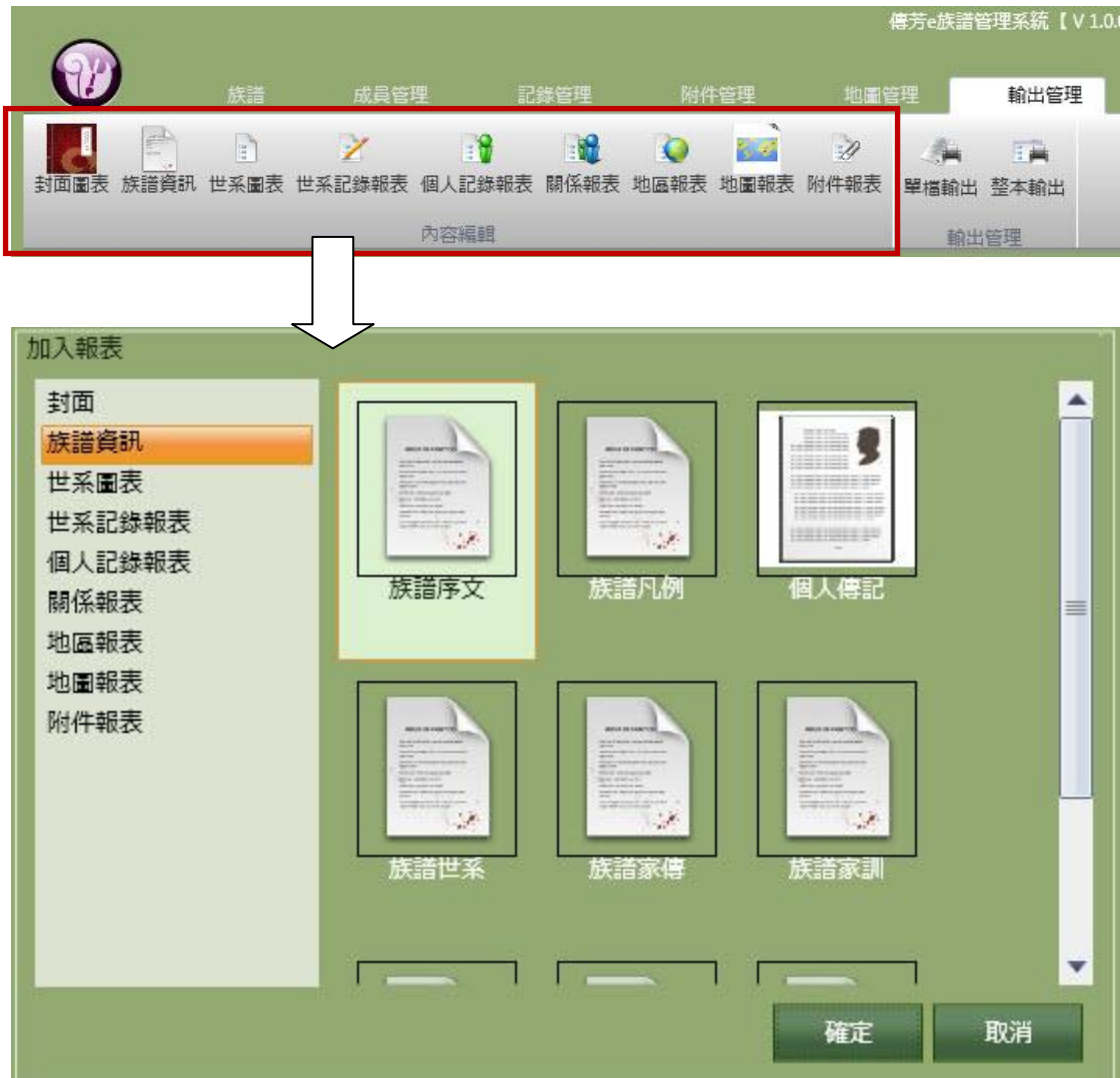 傳芳e族譜管理系統【 V 1.0.
族譜 成員管理 記錄管理 附件管理 地圖管理 輸出管理
封面圖表 族譜資訊 世系圖表 世系記錄報表 個人記錄報表 關係報表 地區報表 地圖報表 附件報表 單檔輸出 整本輸出
內容編輯 輸出管理
加入報表
封面
族譜資訊
世系圖表
世系記錄報表
個人記錄報表
關係報表
地區報表
地圖報表
附件報表
族譜序文 族譜凡例 個人傳記
族譜世系 族譜家傳 族譜家訓
確定 取消